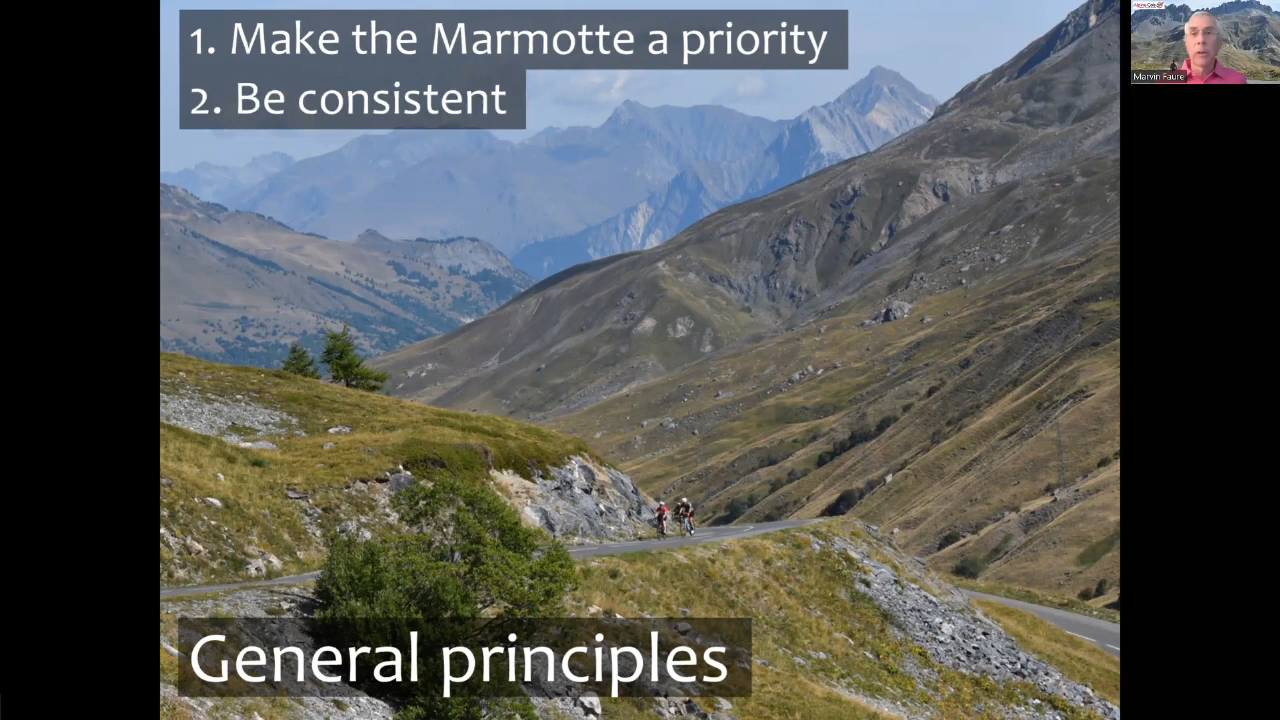 1. Make the Marmotte a priority
2. Be consistent
Marvin Faure
General principles